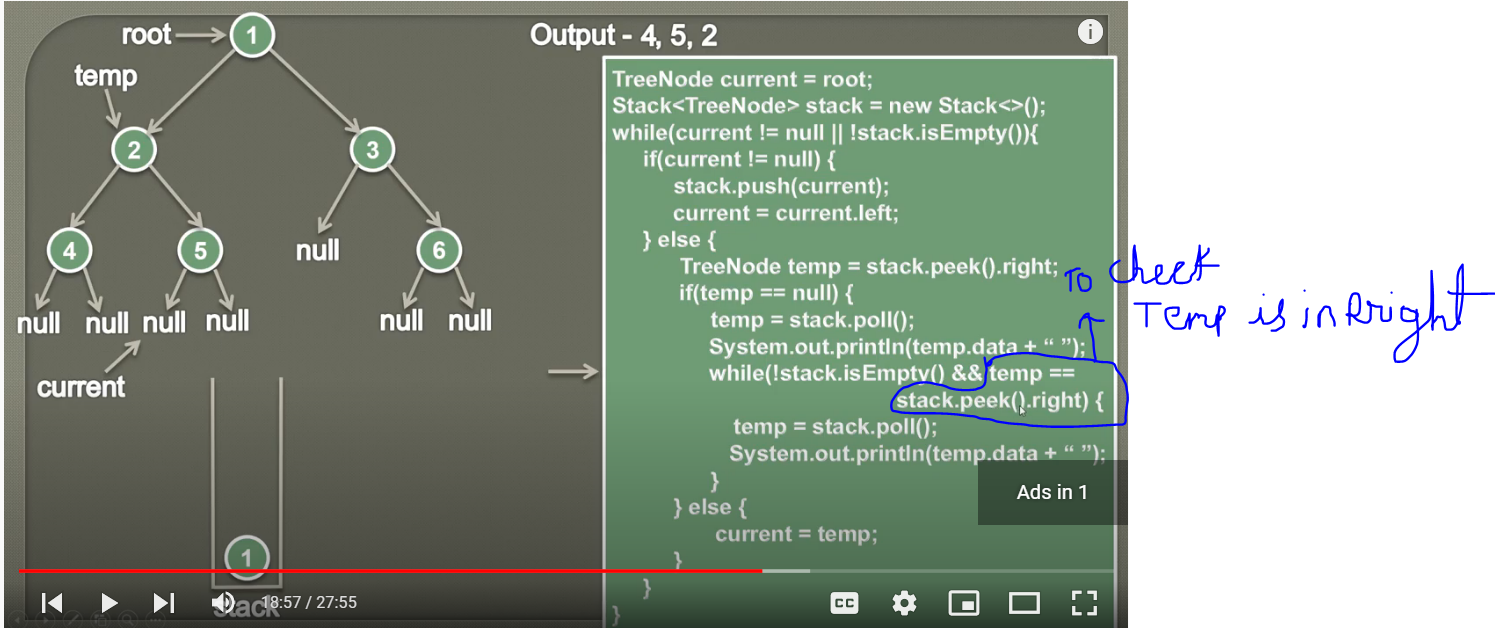 root
1
Output - 4, 5, 2
i
temp
2
3
4
5
null
6
null
null
null
null
null
null
current
1
stack
TreeNode current = root;
Stack<TreeNode> stack = new Stack<>();
while(current != null || !stack.isEmpty()){
if(current != null) {
stack.push(current);
current = current.left;
} else {
TreeNode temp = stack.peek().right;
if(temp == null) {
temp = stack.poll();
System.out.println(temp.data + “ ”);
while(!stack.isEmpty() && temp ==
stack.peek().right) {
temp = stack.poll();
System.out.println(temp.data + “ ”);
}
} else {
current = temp;
}
}
}
To check
Temp is in Rright
Ads in 1
18:57 / 27:55
CC